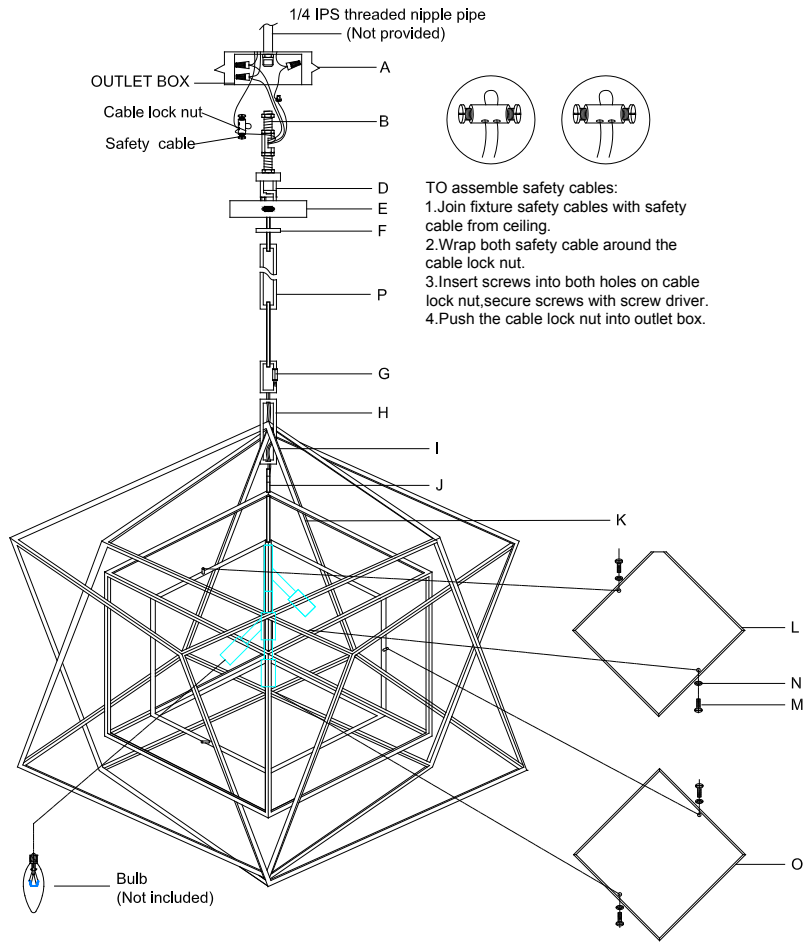 1/4 IPS threaded nipple pipe
(Not provided)
A
OUTLET BOX
Cable lock nut
B
Safety cable
D
E
F
TO assemble safety cables:
1.Join fixture safety cables with safety
cable from ceiling.
2.Wrap both safety cable around the
cable lock nut.
3.Insert screws into both holes on cable
lock nut,secure screws with screw driver.
4.Push the cable lock nut into outlet box.
P
G
H
I
J
K
L
N
M
O
Bulb
(Not included)